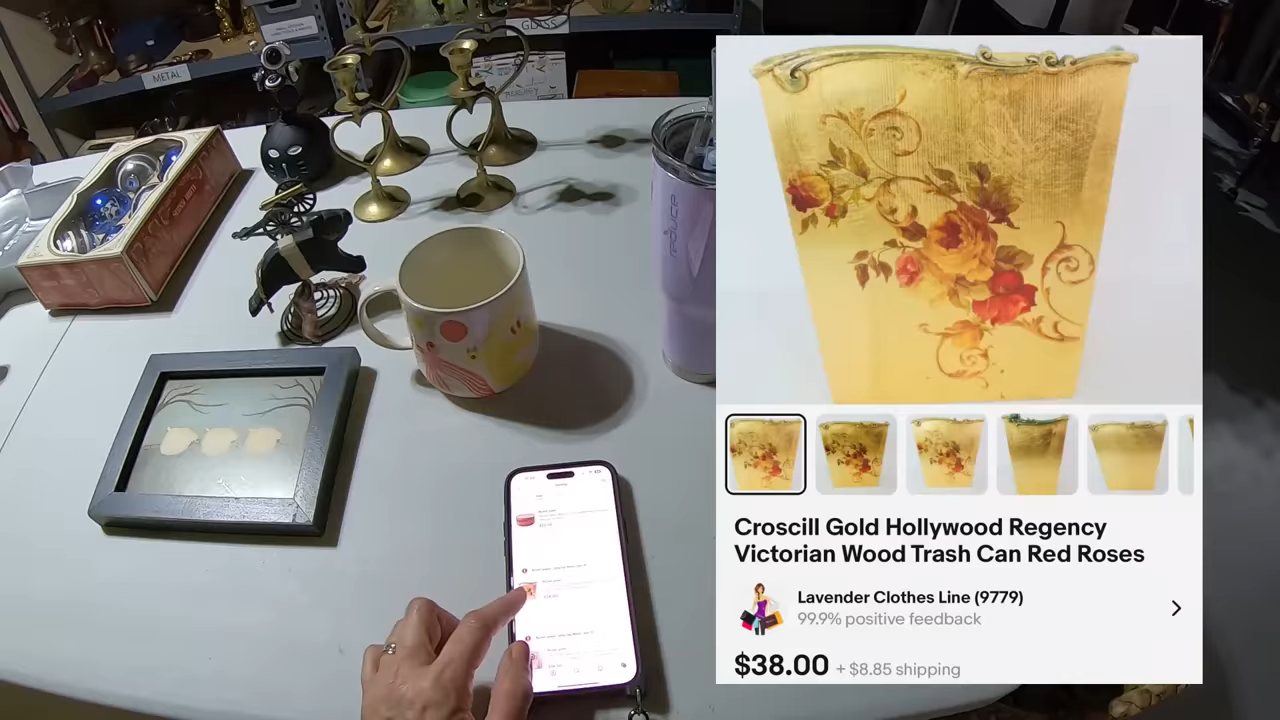 GLASS
METAL
reduce
Croscill Gold Hollywood Regency
Victorian Wood Trash Can Red Roses
Lavender Clothes Line (9779)
99.9% positive feedback
$38.00 + $8.85 shipping